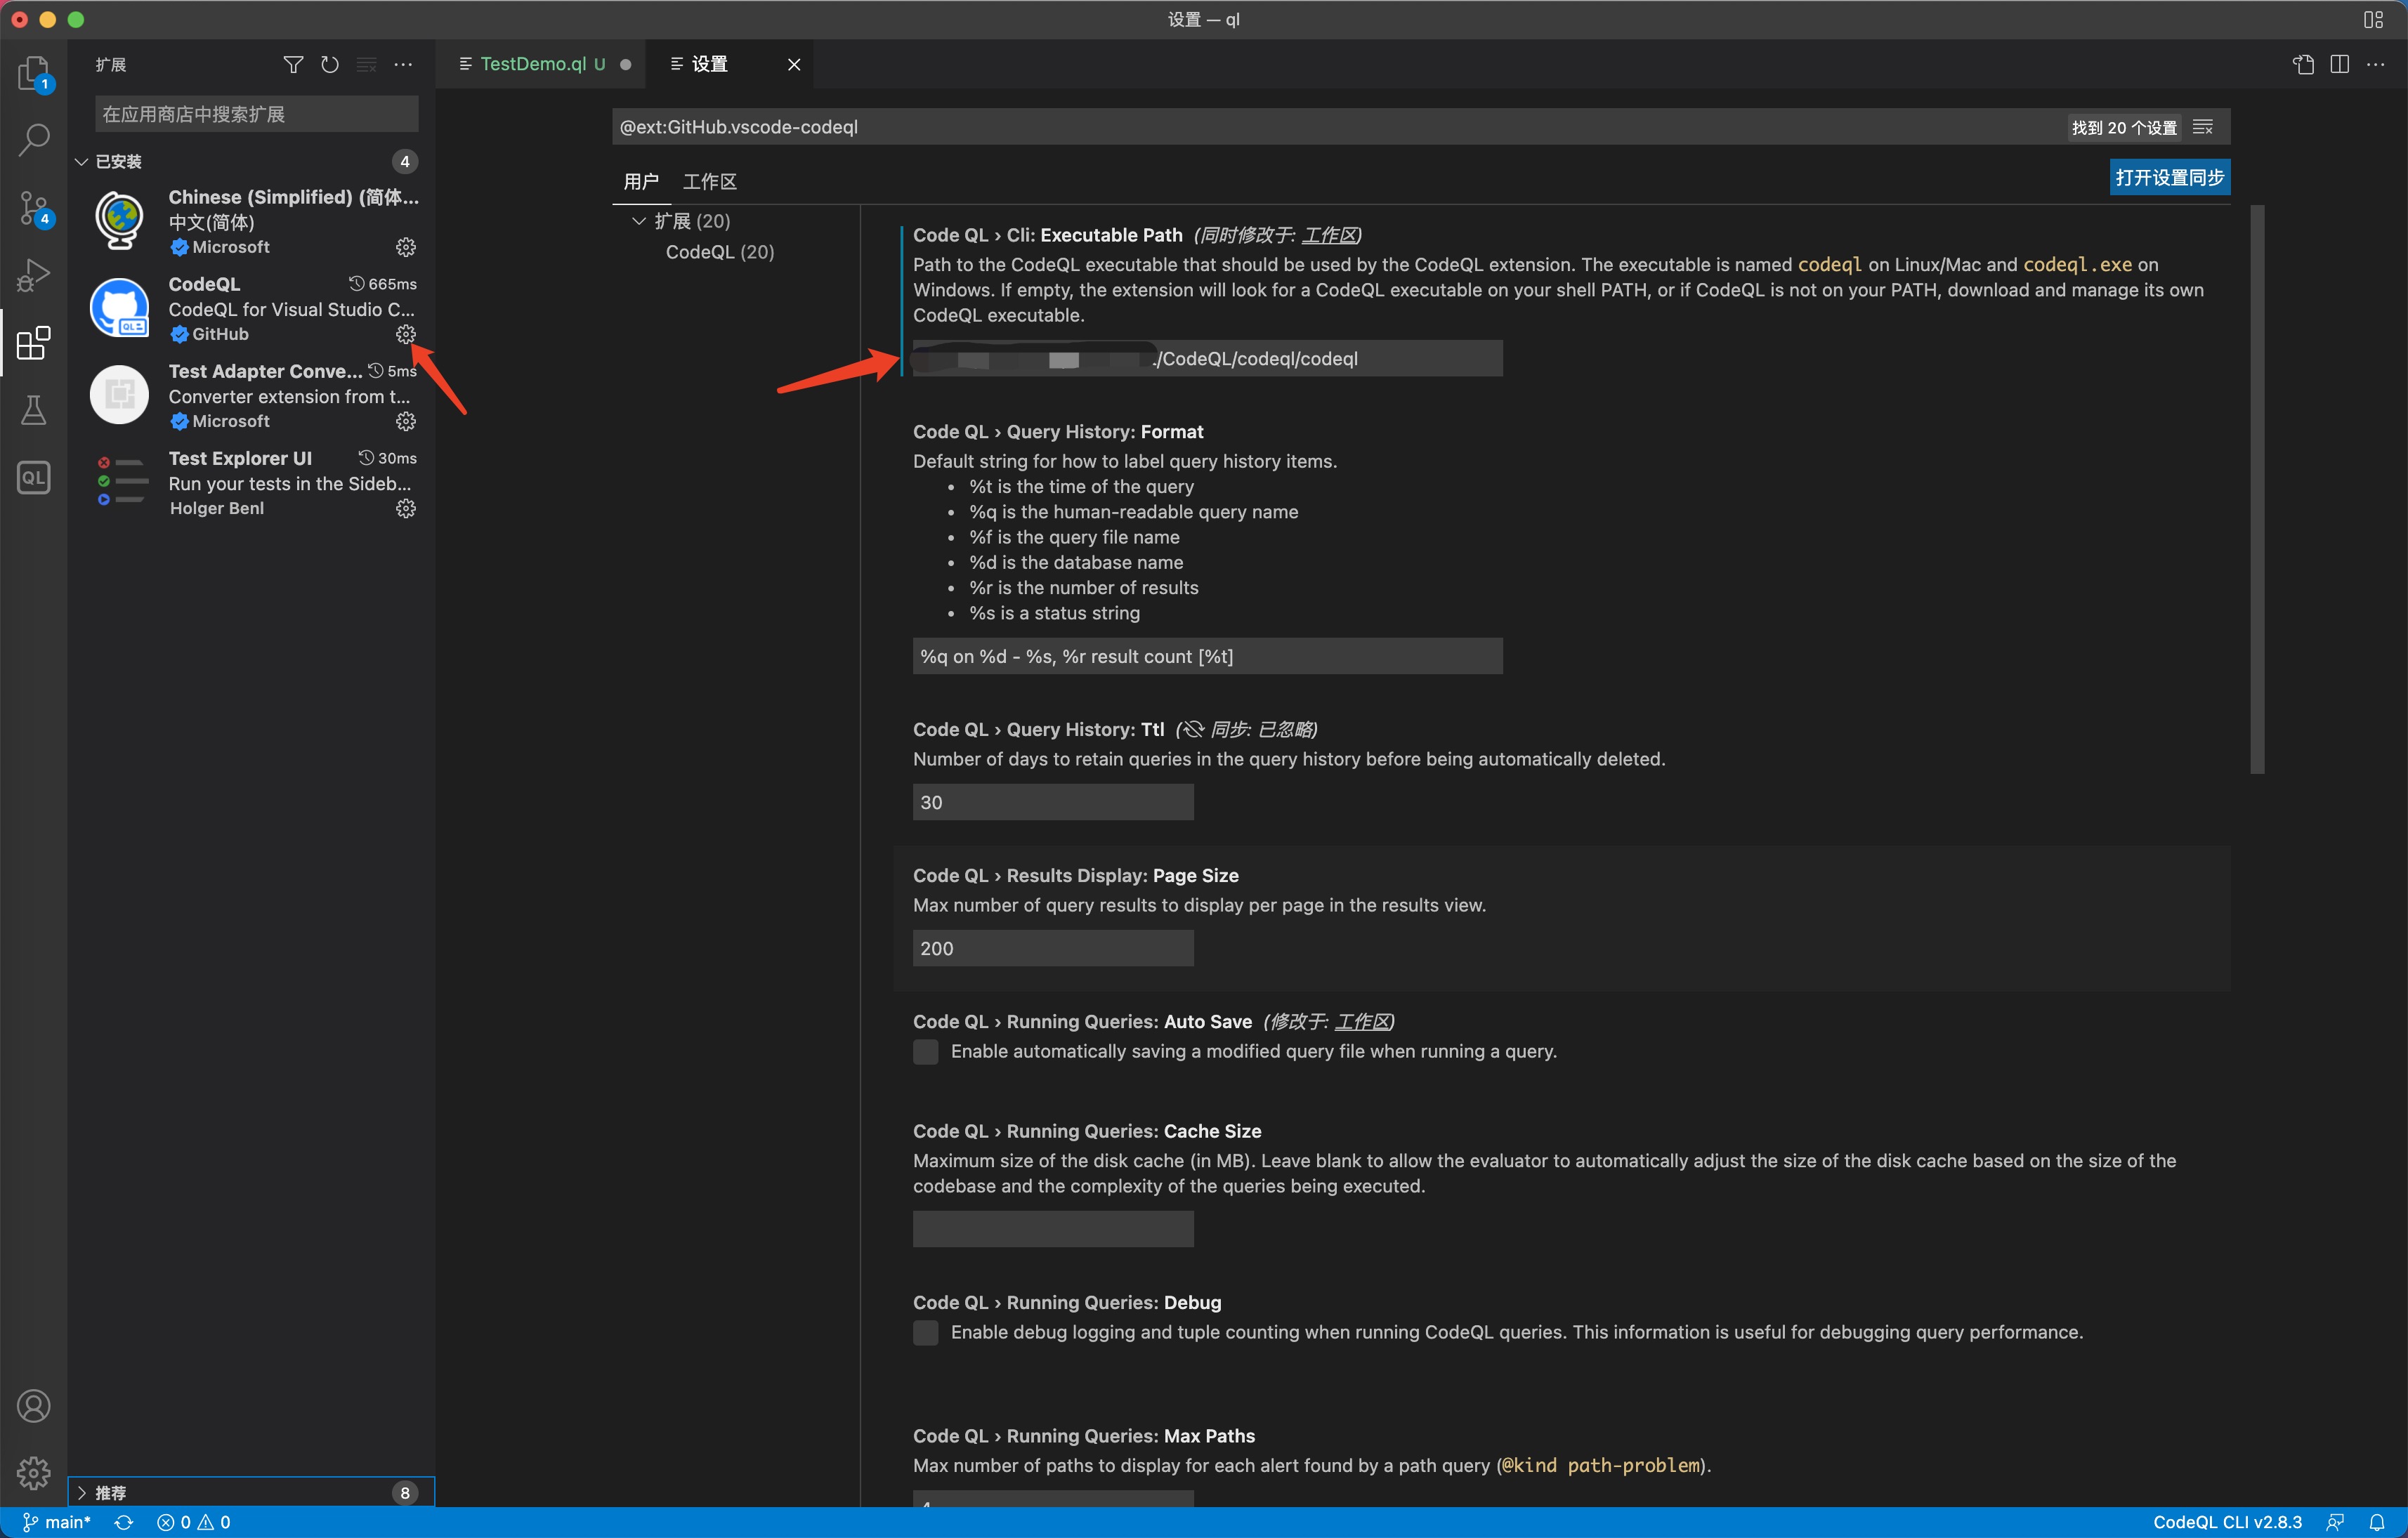 设置 — ql
扩展
1
在应用商店中搜索扩展
已安装
4
Chinese (Simplified) (简体...
中文(简体)
Microsoft
4
CodeQL
665ms
CodeQL for Visual Studio C...
GitHub
Test Adapter Conve...
5ms
Converter extension from t...
Microsoft
QL
Test Explorer UI
30ms
Run your tests in the Sideb...
Holger Benl
推荐
8
TestDemo.ql U
设置
@ext:GitHub.vscode-codeql
找到 20 个设置
用户
工作区
打开设置同步
扩展 (20)
CodeQL (20)
Code QL › Cli: Executable Path (同时修改于: 工作区)
Path to the CodeQL executable that should be used by the CodeQL extension. The executable is named codeql on Linux/Mac and codeql.exe on
Windows. If empty, the extension will look for a CodeQL executable on your shell PATH, or if CodeQL is not on your PATH, download and manage its own
CodeQL executable.
/CodeQL/codeql/codeql
Code QL › Query History: Format
Default string for how to label query history items.
• %t is the time of the query
• %q is the human-readable query name
• %f is the query file name
• %d is the database name
• %r is the number of results
• %s is a status string
%q on %d - %s, %r result count [%t]
Code QL › Query History: Ttl (同步: 已忽略)
Number of days to retain queries in the query history before being automatically deleted.
30
Code QL › Results Display: Page Size
Max number of query results to display per page in the results view.
200
Code QL › Running Queries: Auto Save (修改于: 工作区)
Enable automatically saving a modified query file when running a query.
Code QL › Running Queries: Cache Size
Maximum size of the disk cache (in MB). Leave blank to allow the evaluator to automatically adjust the size of the disk cache based on the size of the
codebase and the complexity of the queries being executed.
Code QL › Running Queries: Debug
Enable debug logging and tuple counting when running CodeQL queries. This information is useful for debugging query performance.
Code QL › Running Queries: Max Paths
Max number of paths to display for each alert found by a path query (@kind path-problem).
main*
0
0
CodeQL CLI v2.8.3